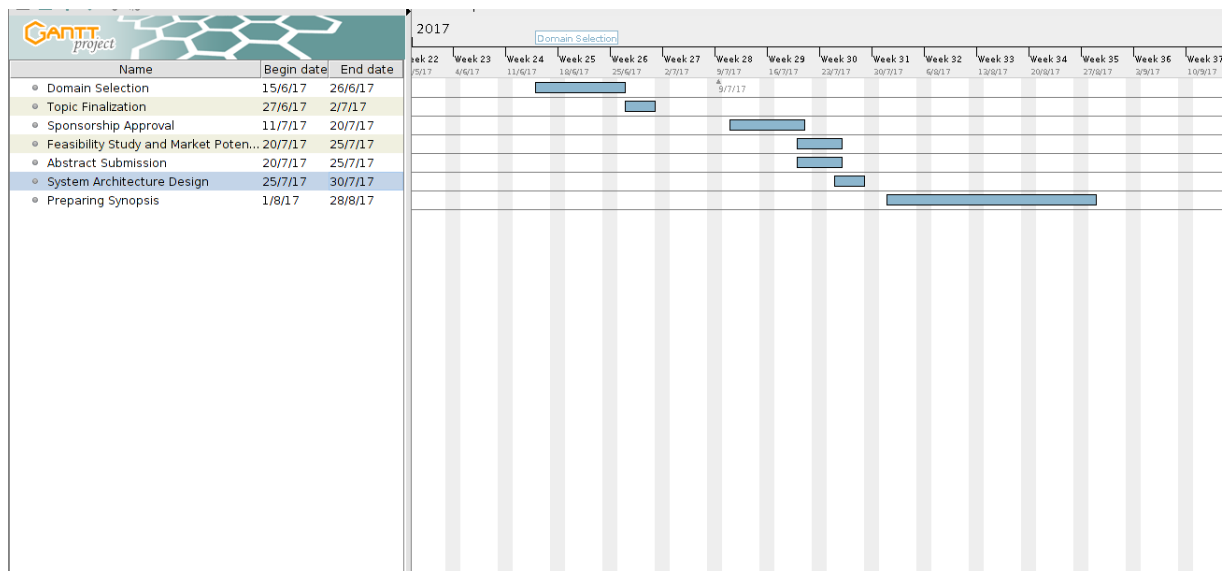 GANTT
project
2017
Domain Selection
Name Begin date End date
Week 23 Week 24 Week 25 Week 26 Week 27 Week 28 Week 29 Week 30 Week 31 Week 32 Week 33 Week 34 Week 35 Week 36 Week 37
4/6/17 11/6/17 18/6/17 25/6/17 2/7/17 9/7/17 16/7/17 23/7/17 30/7/17 6/8/17 13/8/17 20/8/17 27/8/17 3/9/17 10/9/17
Domain Selection 15/6/17 26/6/17
9/7/17
Topic Finalization 27/6/17 2/7/17
Sponsorship Approval 11/7/17 20/7/17
Feasibility Study and Market Poten... 20/7/17 25/7/17
Abstract Submission 20/7/17 25/7/17
System Architecture Design 25/7/17 30/7/17
Preparing Synopsis 1/8/17 28/8/17